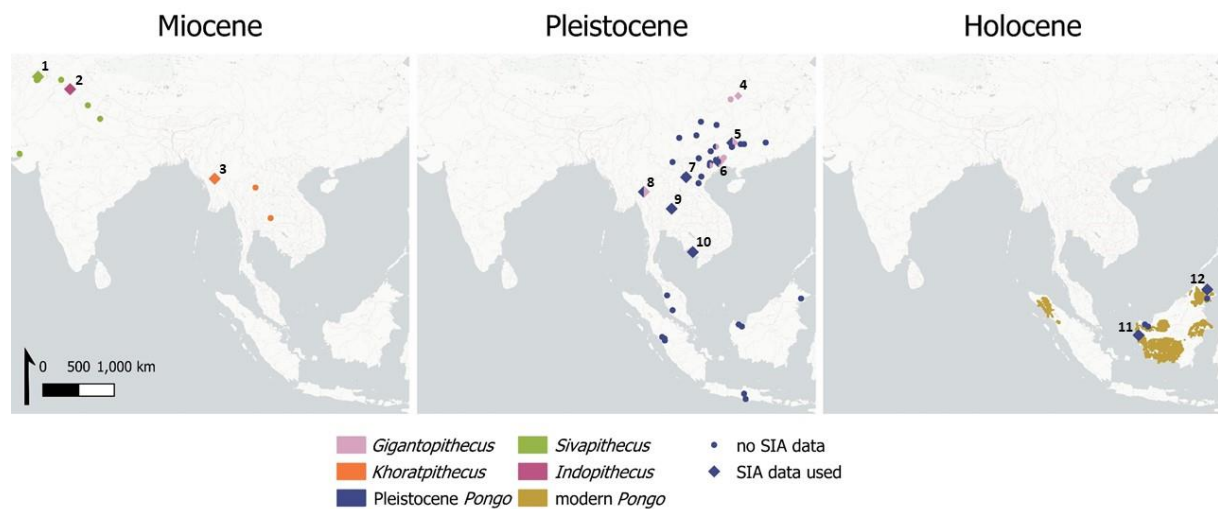 Miocene Pleistocene Holocene
1
2
3
4
5
6
7
8
9
10
11
12
0 500 1,000 km
Gigantopithecus Sivapithecus no SIA data
Khoratpithecus Indopithecus SIA data used
Pleistocene Pongo modern Pongo